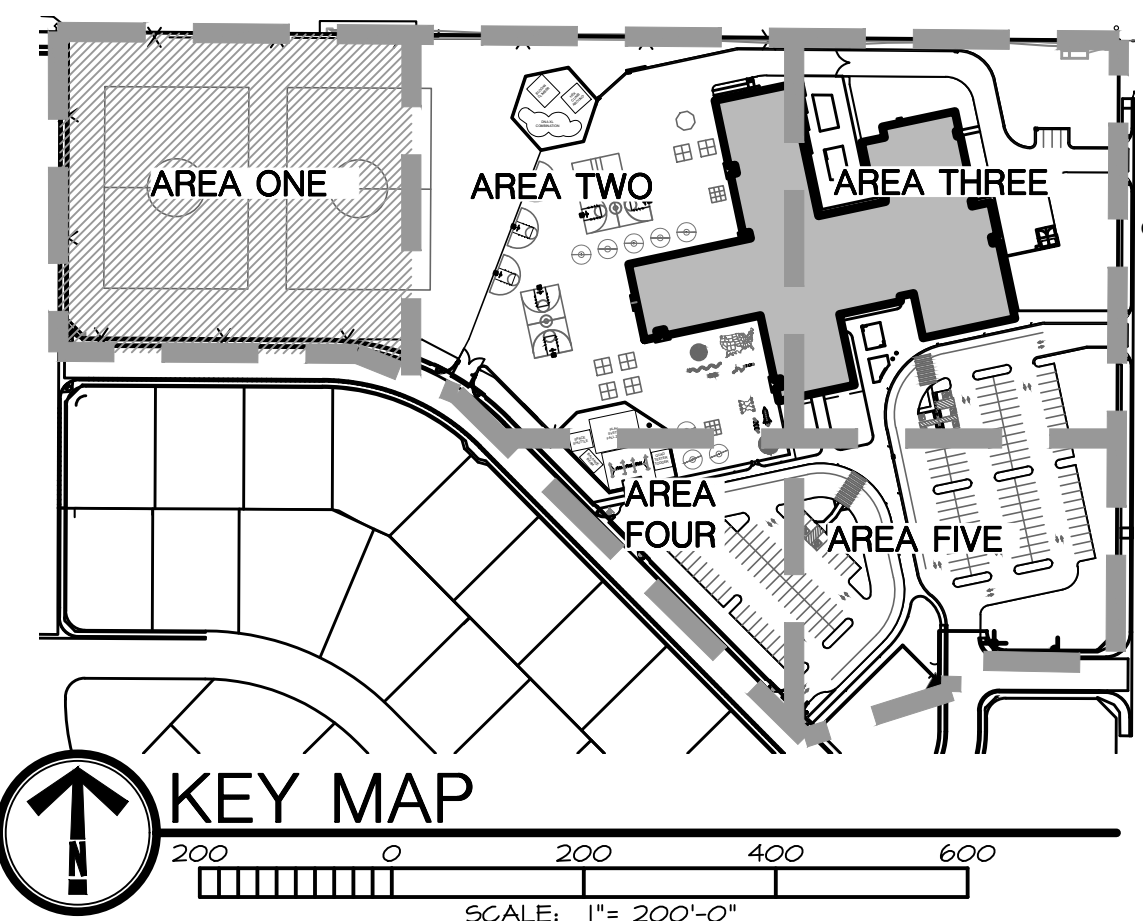 AREA ONE
AREA TWO
AREA THREE
AREA
FOUR
AREA FIVE
KEY MAP
N
200 0 200 400 600
SCALE: 1"= 200'-0"